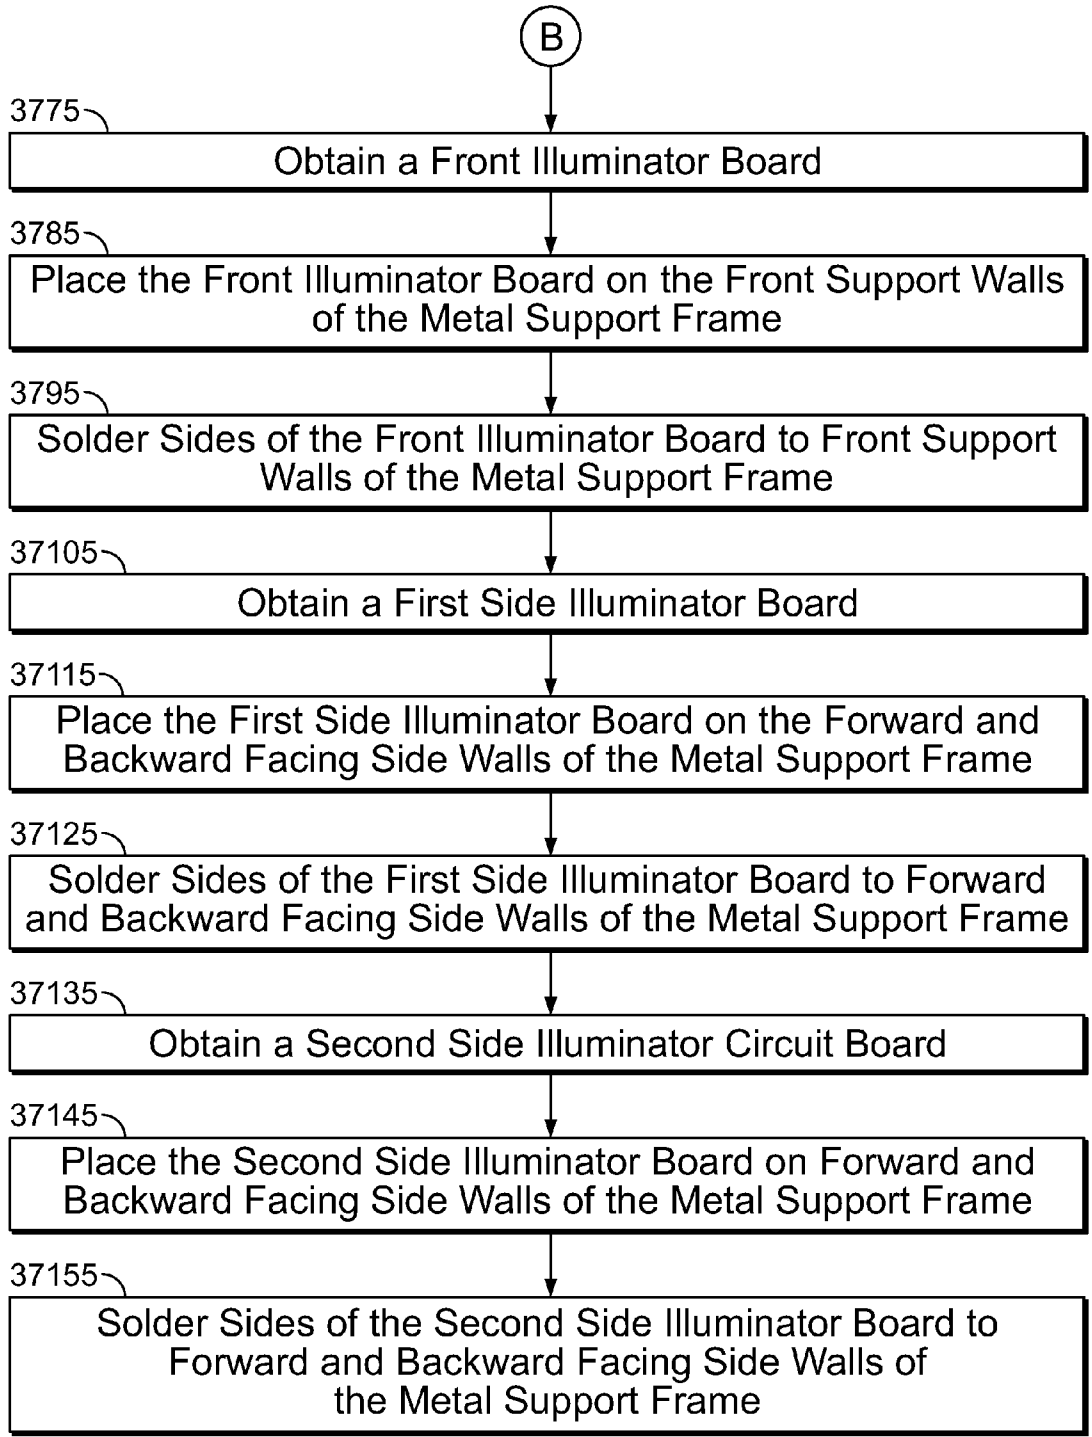 B
3775
Obtain a Front Illuminator Board
3785
Place the Front Illuminator Board on the Front Support Walls
of the Metal Support Frame
3795
Solder Sides of the Front Illuminator Board to Front Support
Walls of the Metal Support Frame
37105
Obtain a First Side Illuminator Board
37115
Place the First Side Illuminator Board on the Forward and
Backward Facing Side Walls of the Metal Support Frame
37125
Solder Sides of the First Side Illuminator Board to Forward
and Backward Facing Side Walls of the Metal Support Frame
37135
Obtain a Second Side Illuminator Circuit Board
37145
Place the Second Side Illuminator Board on Forward and
Backward Facing Side Walls of the Metal Support Frame
37155
Solder Sides of the Second Side Illuminator Board to
Forward and Backward Facing Side Walls of
the Metal Support Frame